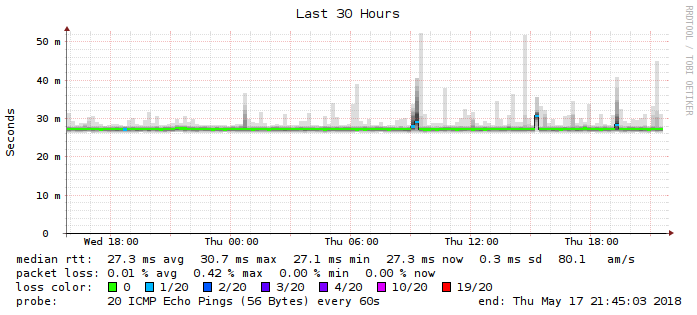 Last 30 Hours
RRDTOOL / TOBI OETIKER
Seconds
50 m
40 m
30 m
20 m
10 m
0
Wed 18:00 Thu 00:00 Thu 06:00 Thu 12:00 Thu 18:00
median rtt: 27.3 ms avg 30.7 ms max 27.1 ms min 27.3 ms now 0.3 ms sd 80.1 am/s
packet loss: 0.01 % avg 0.42 % max 0.00 % min 0.00 % now
loss color: 0 1/20 2/20 3/20 4/20 10/20 19/20
probe: 20 ICMP Echo Pings (56 Bytes) every 60s end: Thu May 17 21:45:03 2018